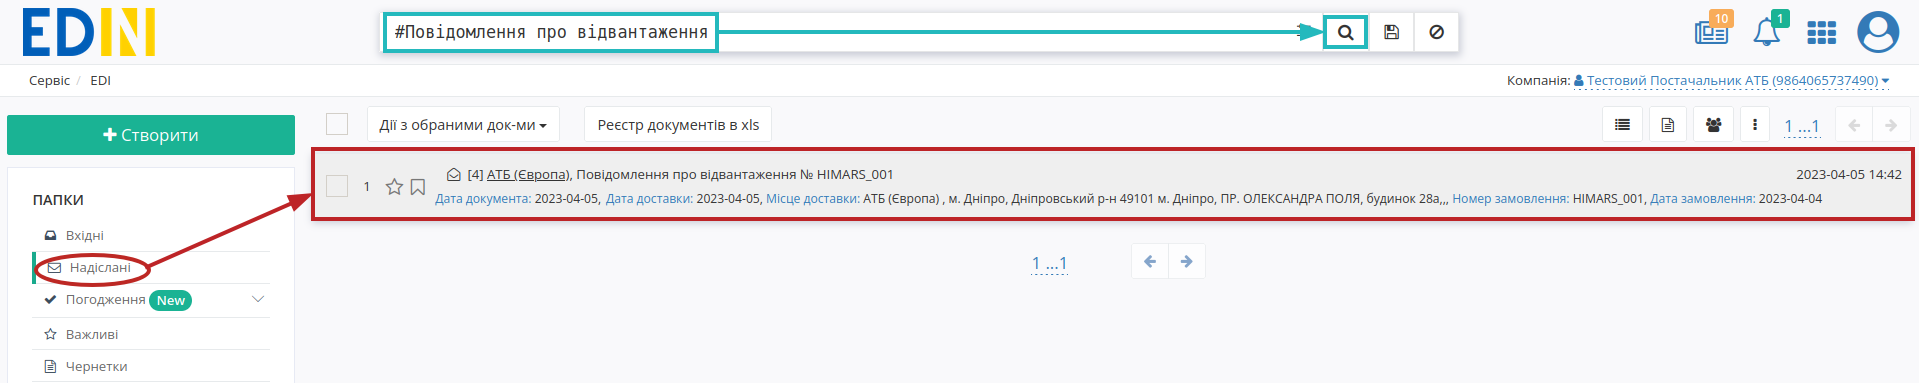 EDIN
#Повідомлення про відвантаження
10
1
Сервіс / EDI
Компанія: Тестовий Постачальник АТБ (9864065737490)
Створити
Дії з обраними док-ми
Реєстр документів в xls
1 ...1
ПАПКИ
Вхідні
Надіслані
Погодження New
Важливі
Чернетки
1
[4] АТБ (Європа), Повідомлення про відвантаження № HIMARS_001
2023-04-05 14:42
Дата документа: 2023-04-05, Дата доставки: 2023-04-05, Місце доставки: АТБ (Європа) , м. Дніпро, Дніпровський р-н 49101 м. Дніпро, ПР. ОЛЕКСАНДРА ПОЛЯ, будинок 28а,,, Номер замовлення: HIMARS_001, Дата замовлення: 2023-04-04
1 ...1